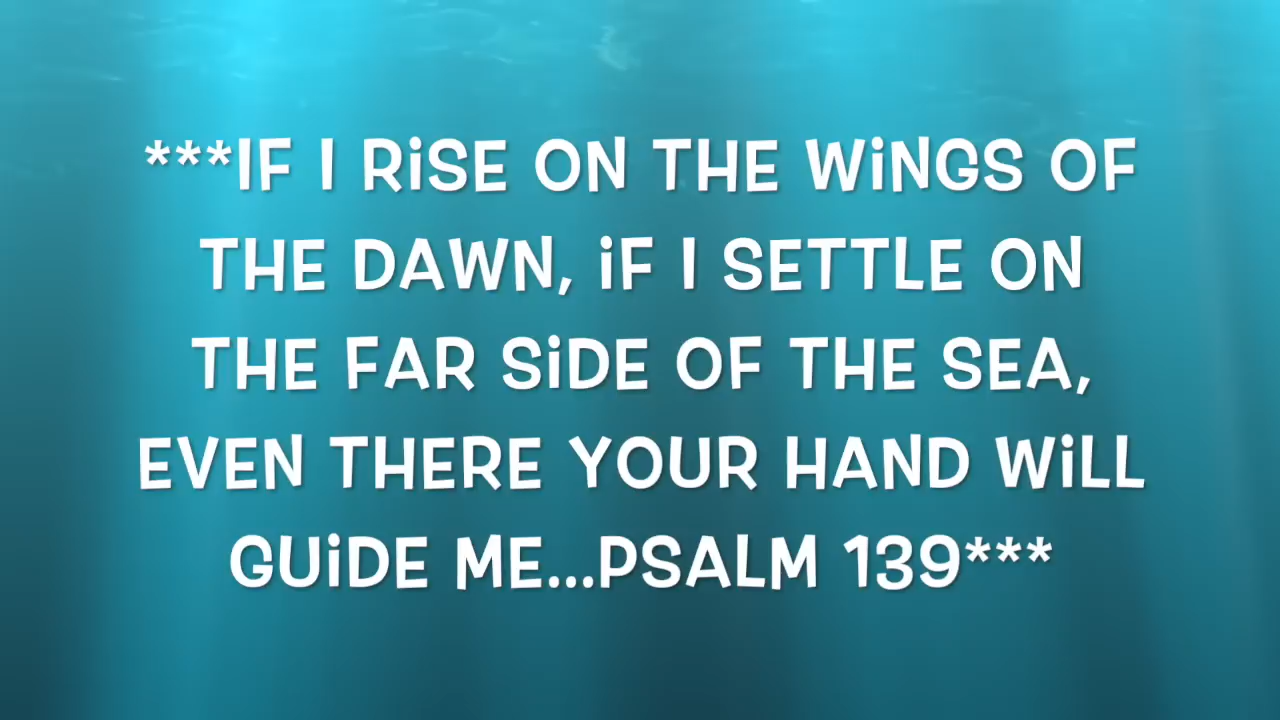 ***IF I RiSE ON THE WiNGS OF
THE DAWN, iF I SETTLE ON
THE FAR SiDE OF THE SEA,
EVEN THERE YOUR HAND WiLL
GUiDE ME...PSALM 139***